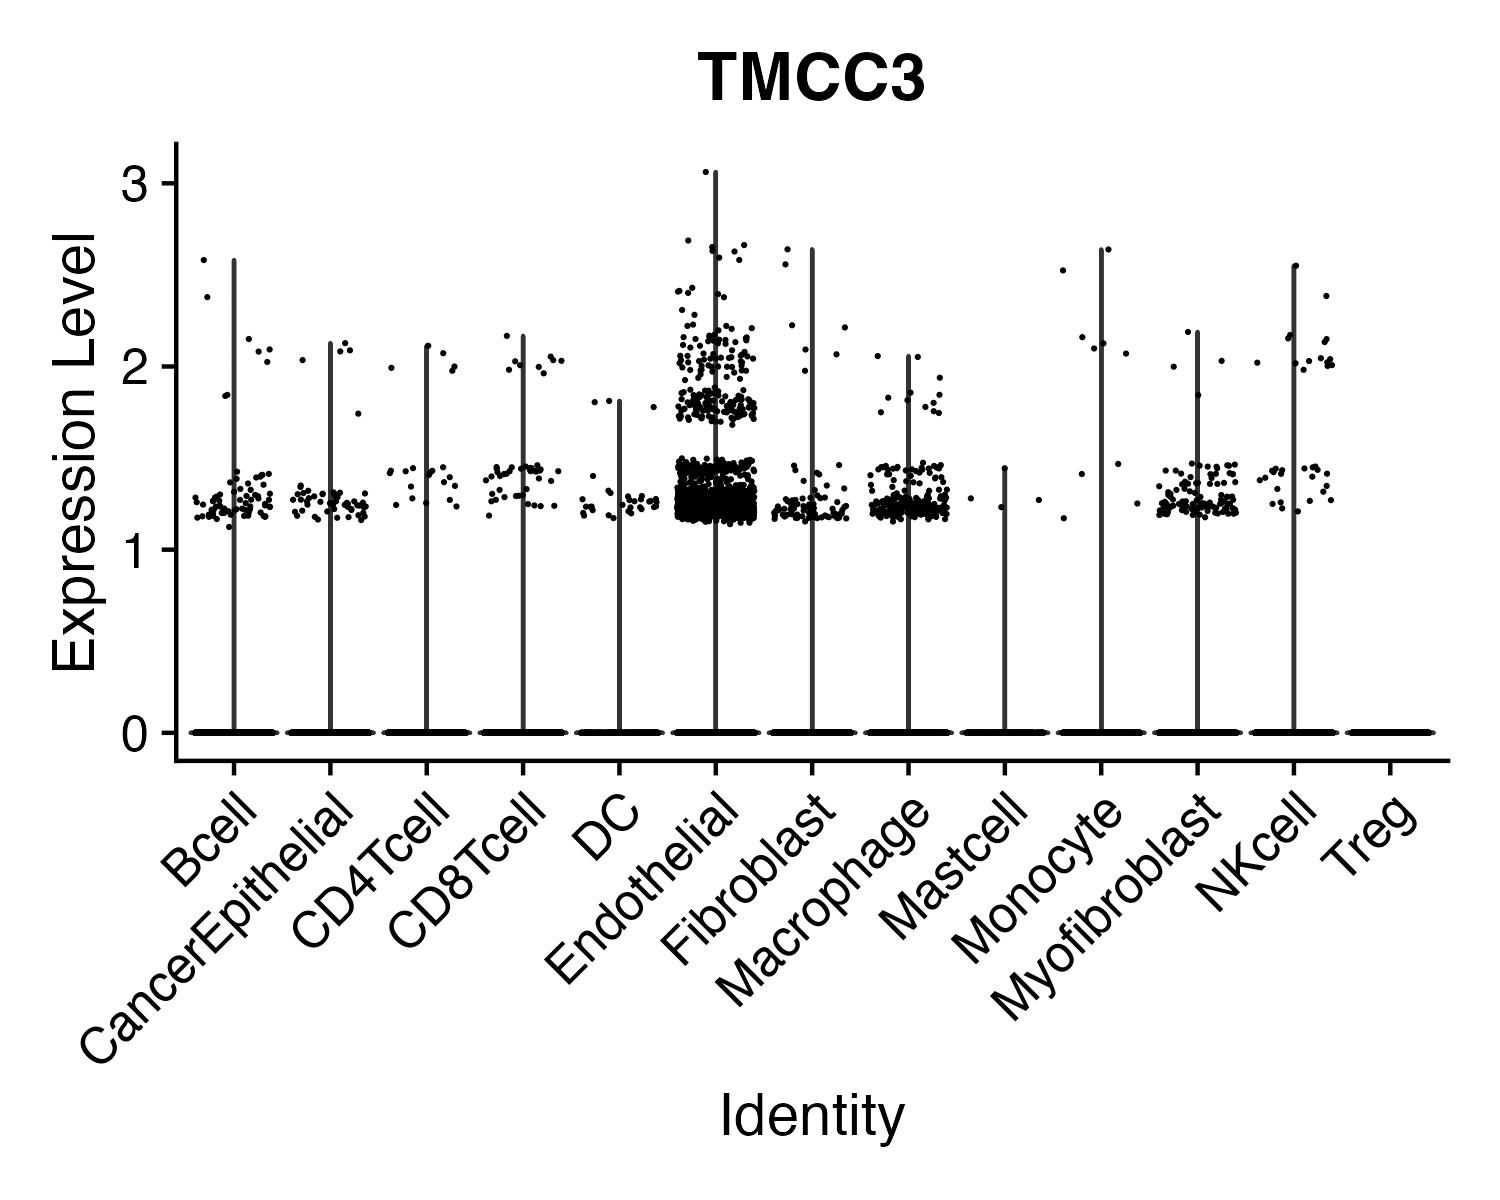 TMCC3
Expression Level
3
2
1
0
Bcell
CancerEpithelial
CD4Tcell
CD8Tcell
DC
Endothelial
Fibroblast
Macrophage
Mastcell
Monocyte
Myofibroblast
NKcell
Treg
Identity